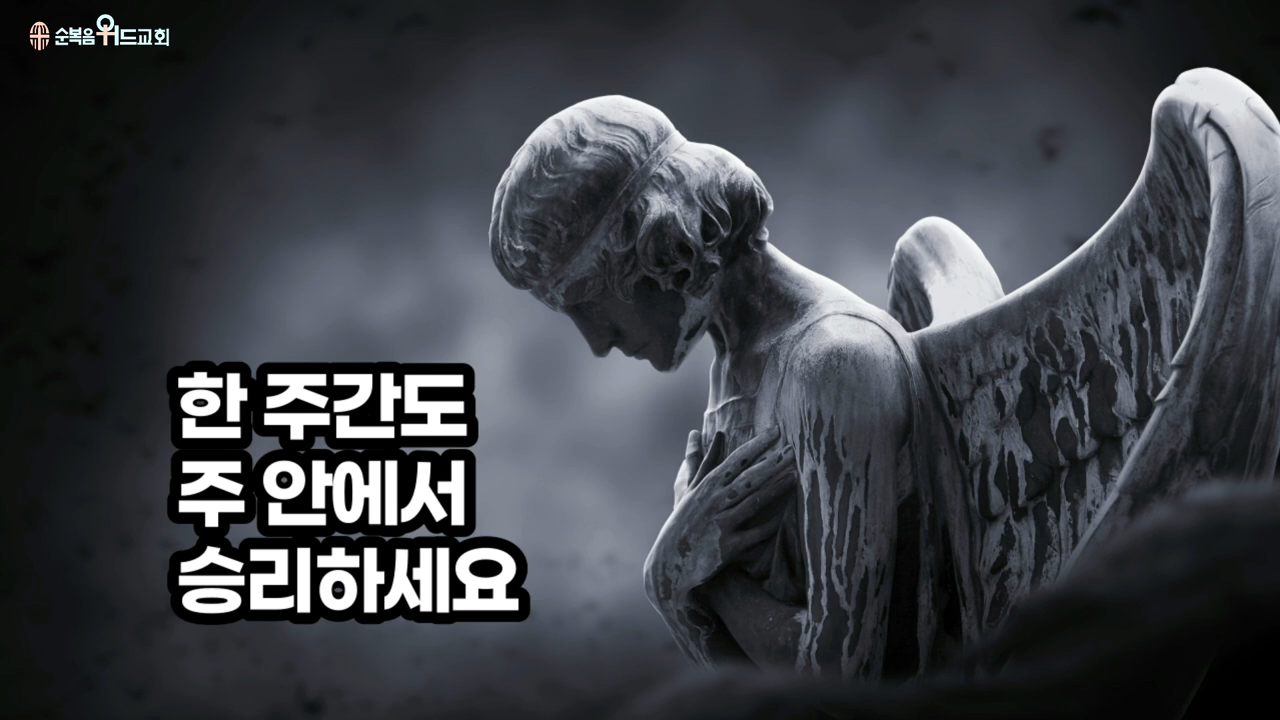 순복음위드교회
한 주간도
주 안에서
승리하세요